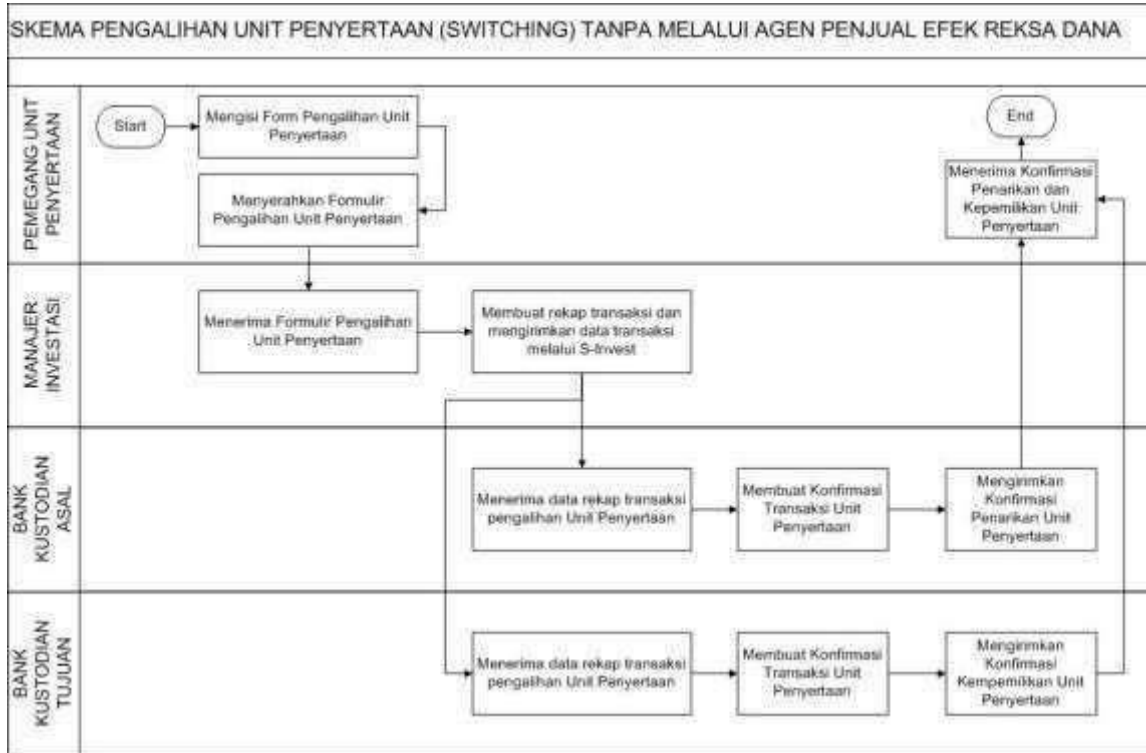 SKEMA PENGALIHAN UNIT PENYERTAAN (SWITCHING) TANPA MELALUI AGEN PENJUAL EFEK REKSA DANA
PEMEGANG UNIT
PENYERTAAN
Start
Mengisi Form Pengalihan Unit
Penyertaan
Menyerahkan Formulir
Pengalihan Unit Penyertaan
End
Menerima Konfirmasi
Penarikan dan
Kepemilikan Unit
Penyertaan
MANAJER
INVESTASI
Menerima Formulir Pengalihan
Unit Penyertaan
Membuat rekap transaksi dan
mengirimkan data transaksi
melalui S-Invest
BANK
KUSTODIAN
ASAL
Menerima data rekap transaksi
pengalihan Unit Penyertaan
Membuat Konfirmasi
Transaksi Unit
Penyertaan
Mengirimkan
Konfirmasi
Penarikan Unit
Penyertaan
BANK
KUSTODIAN
TUJUAN
Menerima data rekap transaksi
pengalihan Unit Penyertaan
Membuat Konfirmasi
Transaksi Unit
Penyertaan
Mengirimkan
Konfirmasi
Kempemilikan Unit
Penyertaan